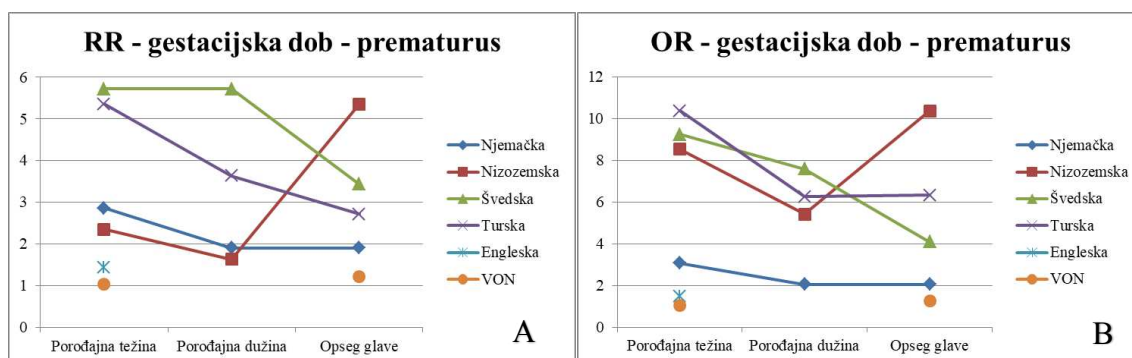 RR - gestacijska dob - prematurus
6
5
4
3
2
1
0
Porođajna težina
Porođajna dužina
Opseg glave
Njemačka
Nizozemska
Švedska
Turska
Engleska
VON
A
OR - gestacijska dob - prematurus
12
10
8
6
4
2
0
Porođajna težina
Porođajna dužina
Opseg glave
Njemačka
Nizozemska
Švedska
Turska
Engleska
VON
B